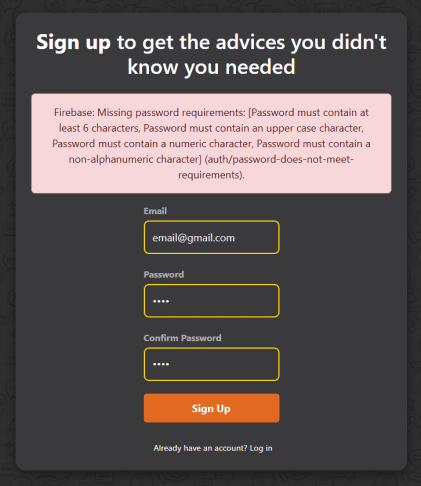 Sign up to get the advices you didn't
know you needed
Firebase: Missing password requirements: [Password must contain at
least 6 characters, Password must contain an upper case character,
Password must contain a numeric character, Password must contain a
non-alphanumeric character] (auth/password-does-not-meet-
requirements).
Email
email@gmail.com
Password
••••
Confirm Password
••••
Sign Up
Already have an account? Log in